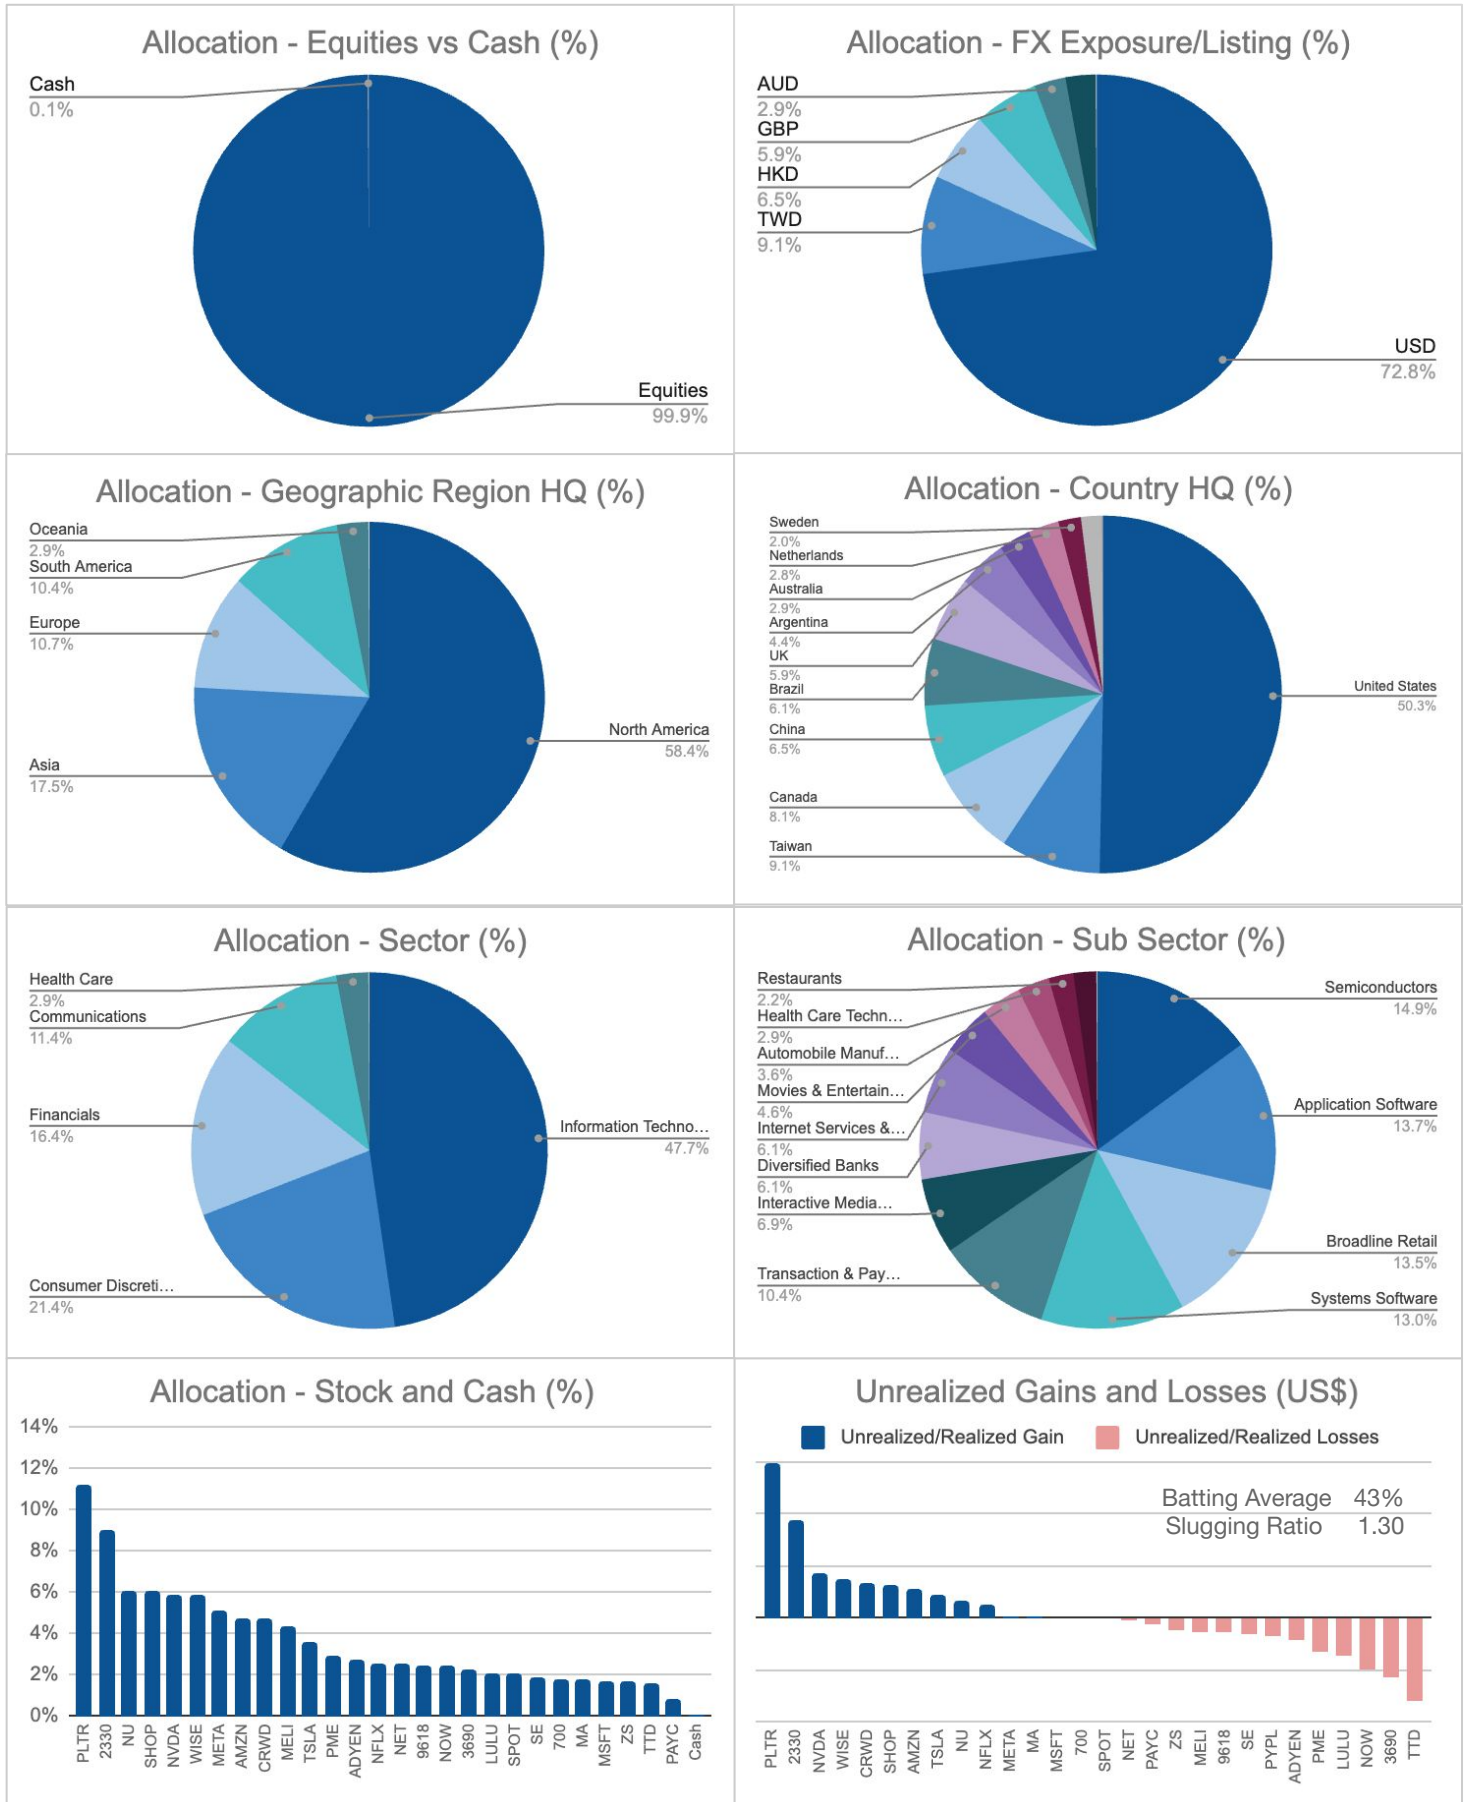 Allocation - Equities vs Cash (%)
Cash
0.1%
Equities
99.9%
Allocation - FX Exposure/Listing (%)
AUD
2.9%
GBP
5.9%
HKD
6.5%
TWD
9.1%
USD
72.8%
Allocation - Geographic Region HQ (%)
Oceania
2.9%
South America
10.4%
Europe
10.7%
Asia
17.5%
North America
58.4%
Allocation - Country HQ (%)
Sweden
2.0%
Netherlands
2.8%
Australia
2.9%
Argentina
4.4%
UK
5.9%
Brazil
6.1%
China
6.5%
Canada
8.1%
Taiwan
9.1%
United States
50.3%
Allocation - Sector (%)
Health Care
2.9%
Communications
11.4%
Financials
16.4%
Consumer Discreti...
21.4%
Information Techno...
47.7%
Allocation - Sub Sector (%)
Restaurants
2.2%
Health Care Techn...
2.9%
Automobile Manuf...
3.6%
Movies & Entertain...
4.6%
Internet Services &...
6.1%
Diversified Banks
6.1%
Interactive Media...
6.9%
Transaction & Pay...
10.4%
Semiconductors
14.9%
Application Software
13.7%
Broadline Retail
13.5%
Systems Software
13.0%
Allocation - Stock and Cash (%)
14%
12%
10%
8%
6%
4%
2%
0%
PLTR
2330
NU
SHOP
NVDA
WISE
META
AMZN
CRWD
MELI
TSLA
PME
ADYEN
NFLX
NET
9618
NOW
3690
LULU
SPOT
SE
700
MA
MSFT
ZS
TTD
PAYC
Cash
Unrealized Gains and Losses (US$)
Unrealized/Realized Gain
Unrealized/Realized Losses
Batting Average 43%
Slugging Ratio 1.30
PLTR
2330
NVDA
WISE
CRWD
SHOP
AMZN
TSLA
NU
NFLX
META
MA
MSFT
700
SPOT
NET
PAYC
ZS
MELI
9618
SE
PYPL
ADYEN
PME
LULU
NOW
3690
TTD